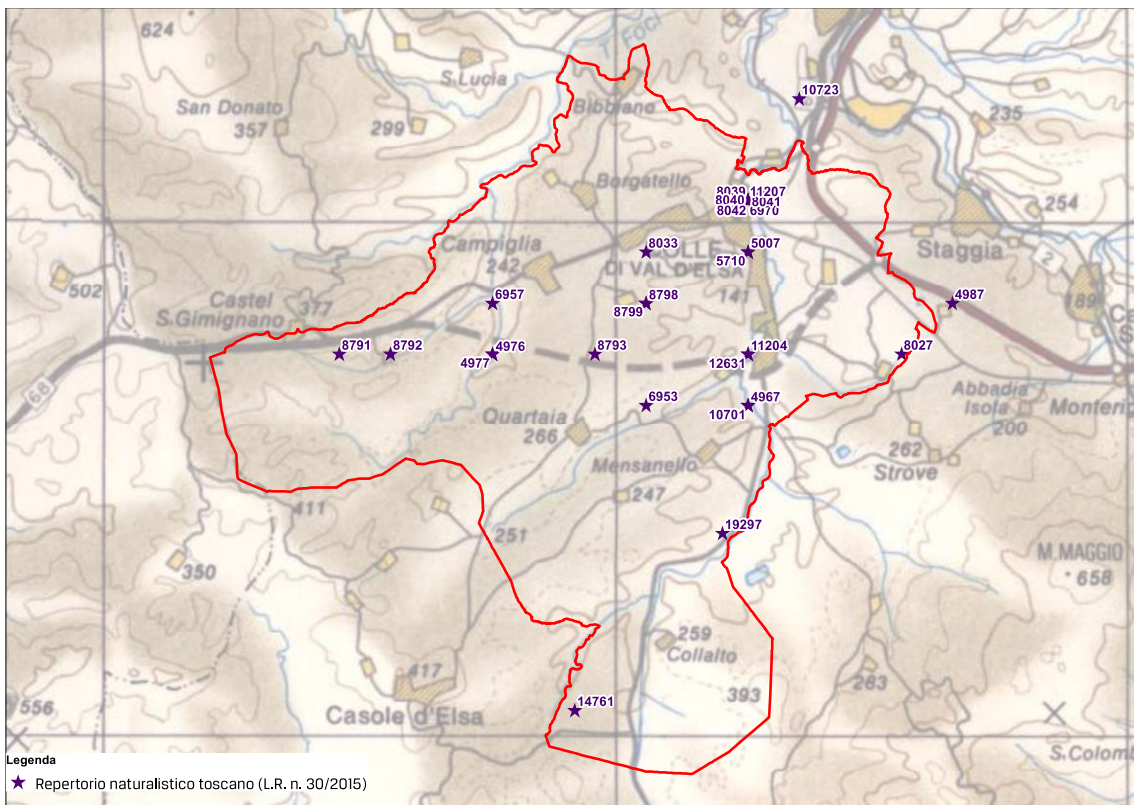 624
T. Foci
S.Lucia
10723
San Donato
357
299
Bibbiano
235
Borgatello
8039 11207
8040 8041
8042 6970
254
Campiglia
242
8033
COLLE
DI VAL D'ELSA
5007
5710
Staggia
2
502
Castel
S.Gimignano
377
6957
8798
8799
141
4987
189
8791
8792
4976
4977
8793
11204
12631
8027
68
6953
4967
10701
Abbadia
Isola
200
Quartaia
266
Mensanello
262
Strove
247
411
251
19297
350
M.MAGGIO
658
259
Collalto
417
393
283
14761
556
Casole d'Elsa
Legenda
Repertorio naturalistico toscano (L.R. n. 30/2015)